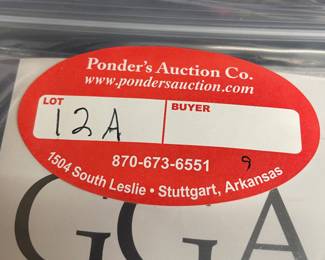 Ponder's Auction Co.
www.pondersauction.com
LOT
BUYER
12A
870-673-6551
9
1504 South Leslie • Stuttgart, Arkansas
GGA